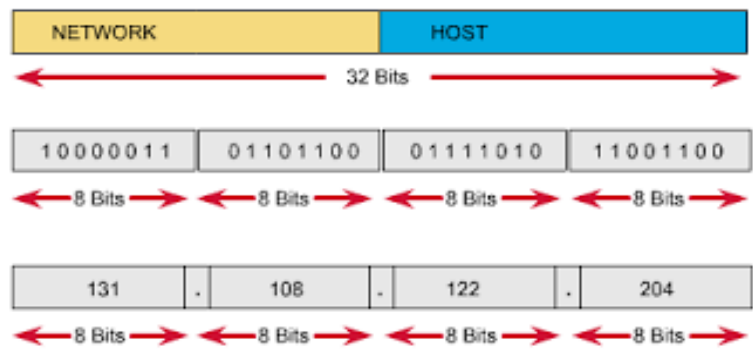 NETWORK HOST
32 Bits
10000011 01101100 01111010 11001100
8 Bits 8 Bits 8 Bits 8 Bits
131 . 108 . 122 . 204
8 Bits 8 Bits 8 Bits 8 Bits